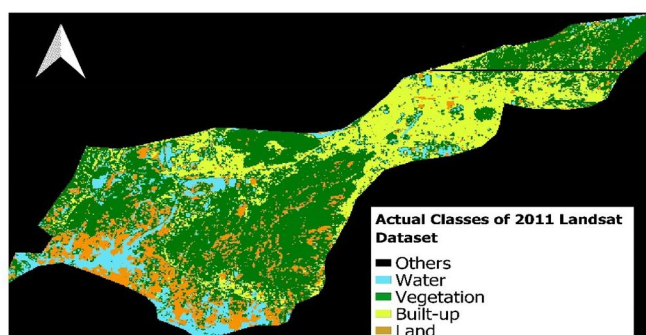 Actual Classes of 2011 Landsat
Dataset
Others
Water
Vegetation
Built-up
Land